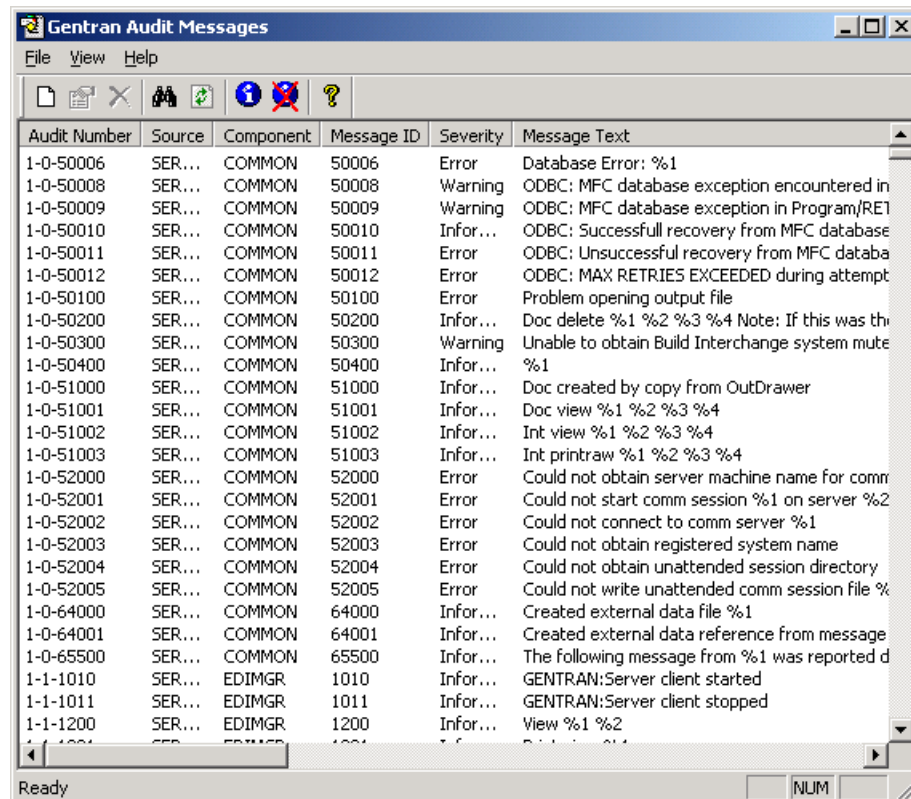 Gentran Audit Messages
File View Help
Audit Number Source Component Message ID Severity Message Text
1-0-50006 SER... COMMON 50006 Error Database Error: %1
1-0-50008 SER... COMMON 50008 Warning ODBC: MFC database exception encountered in
1-0-50009 SER... COMMON 50009 Warning ODBC: MFC database exception in Program/RET
1-0-50010 SER... COMMON 50010 Infor... ODBC: Successfull recovery from MFC database
1-0-50011 SER... COMMON 50011 Error ODBC: Unsuccessful recovery from MFC databa
1-0-50012 SER... COMMON 50012 Error ODBC: MAX RETRIES EXCEEDED during attempt
1-0-50100 SER... COMMON 50100 Error Problem opening output file
1-0-50200 SER... COMMON 50200 Infor... Doc delete %1 %2 %3 %4 Note: If this was the
1-0-50300 SER... COMMON 50300 Warning Unable to obtain Build Interchange system mute
1-0-50400 SER... COMMON 50400 Infor... %1
1-0-51000 SER... COMMON 51000 Infor... Doc created by copy from OutDrawer
1-0-51001 SER... COMMON 51001 Infor... Doc view %1 %2 %3 %4
1-0-51002 SER... COMMON 51002 Infor... Int view %1 %2 %3 %4
1-0-51003 SER... COMMON 51003 Infor... Int printraw %1 %2 %3 %4
1-0-52000 SER... COMMON 52000 Error Could not obtain server machine name for comm
1-0-52001 SER... COMMON 52001 Error Could not start comm session %1 on server %2
1-0-52002 SER... COMMON 52002 Error Could not connect to comm server %1
1-0-52003 SER... COMMON 52003 Error Could not obtain registered system name
1-0-52004 SER... COMMON 52004 Error Could not obtain unattended session directory
1-0-52005 SER... COMMON 52005 Error Could not write unattended comm session file %
1-0-64000 SER... COMMON 64000 Infor... Created external data file %1
1-0-64001 SER... COMMON 64001 Infor... Created external data reference from message
1-0-65500 SER... COMMON 65500 Infor... The following message from %1 was reported d
1-1-1010 SER... EDIMGR 1010 Infor... GENTRAN:Server client started
1-1-1011 SER... EDIMGR 1011 Infor... GENTRAN:Server client stopped
1-1-1200 SER... EDIMGR 1200 Infor... View %1 %2
Ready NUM